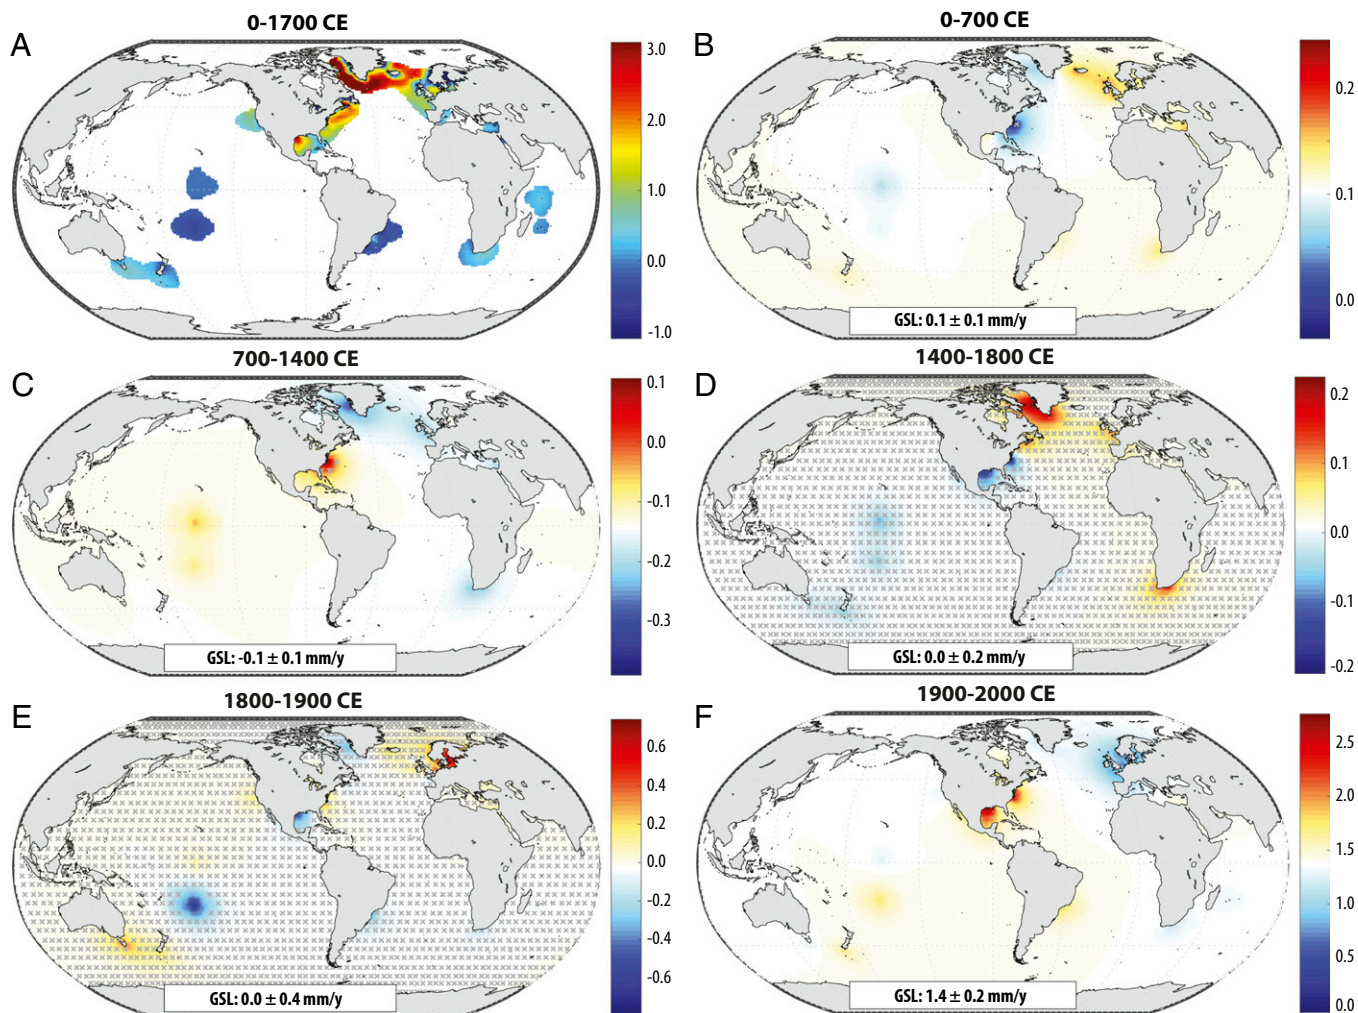 0-1700 CE
A
3.0
2.0
1.0
0.0
-1.0
0-700 CE
B
0.2
0.1
0.0
GSL: 0.1 ± 0.1 mm/y
700-1400 CE
C
0.1
0.0
-0.1
-0.2
-0.3
GSL: -0.1 ± 0.1 mm/y
1400-1800 CE
D
0.2
0.1
0.0
-0.1
-0.2
GSL: 0.0 ± 0.2 mm/y
1800-1900 CE
E
0.6
0.4
0.2
0.0
-0.2
-0.4
-0.6
GSL: 0.0 ± 0.4 mm/y
1900-2000 CE
F
2.5
2.0
1.5
1.0
0.5
0.0
GSL: 1.4 ± 0.2 mm/y